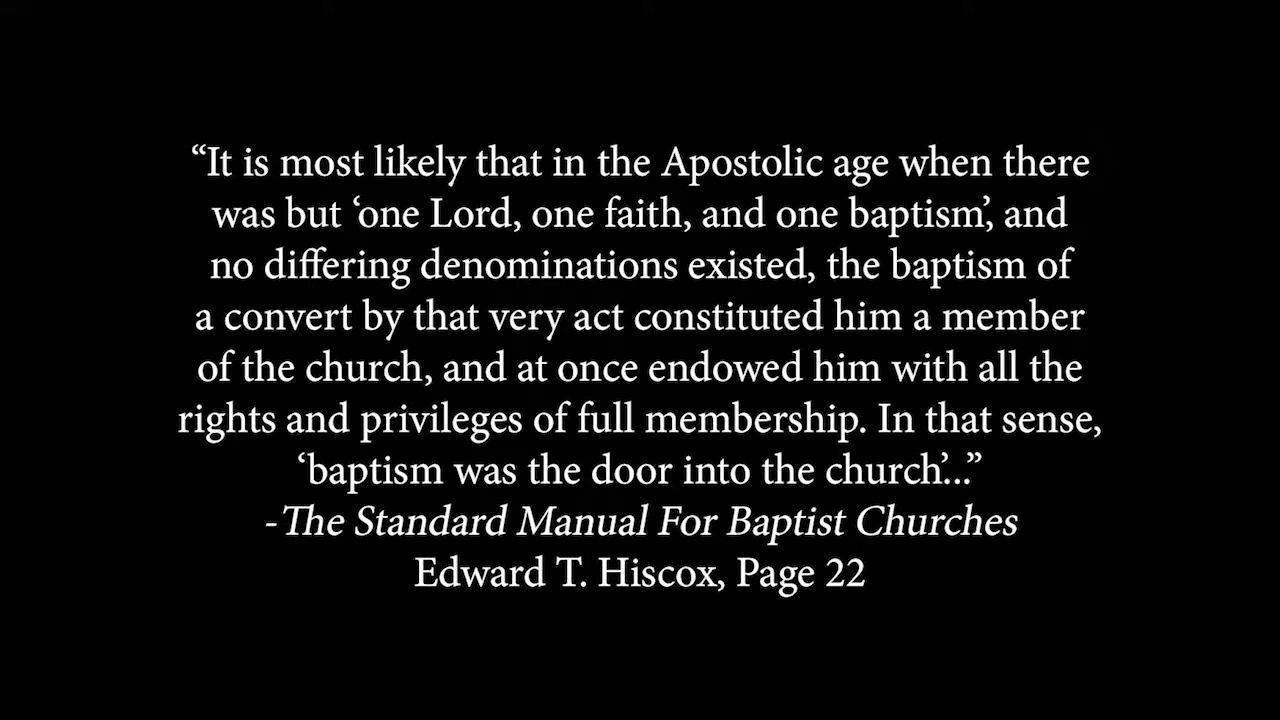 “It is most likely that in the Apostolic age when there
was but ‘one Lord, one faith, and one baptism’, and
no differing denominations existed, the baptism of
a convert by that very act constituted him a member
of the church, and at once endowed him with all the
rights and privileges of full membership. In that sense,
‘baptism was the door into the church’...”
-The Standard Manual For Baptist Churches
Edward T. Hiscox, Page 22